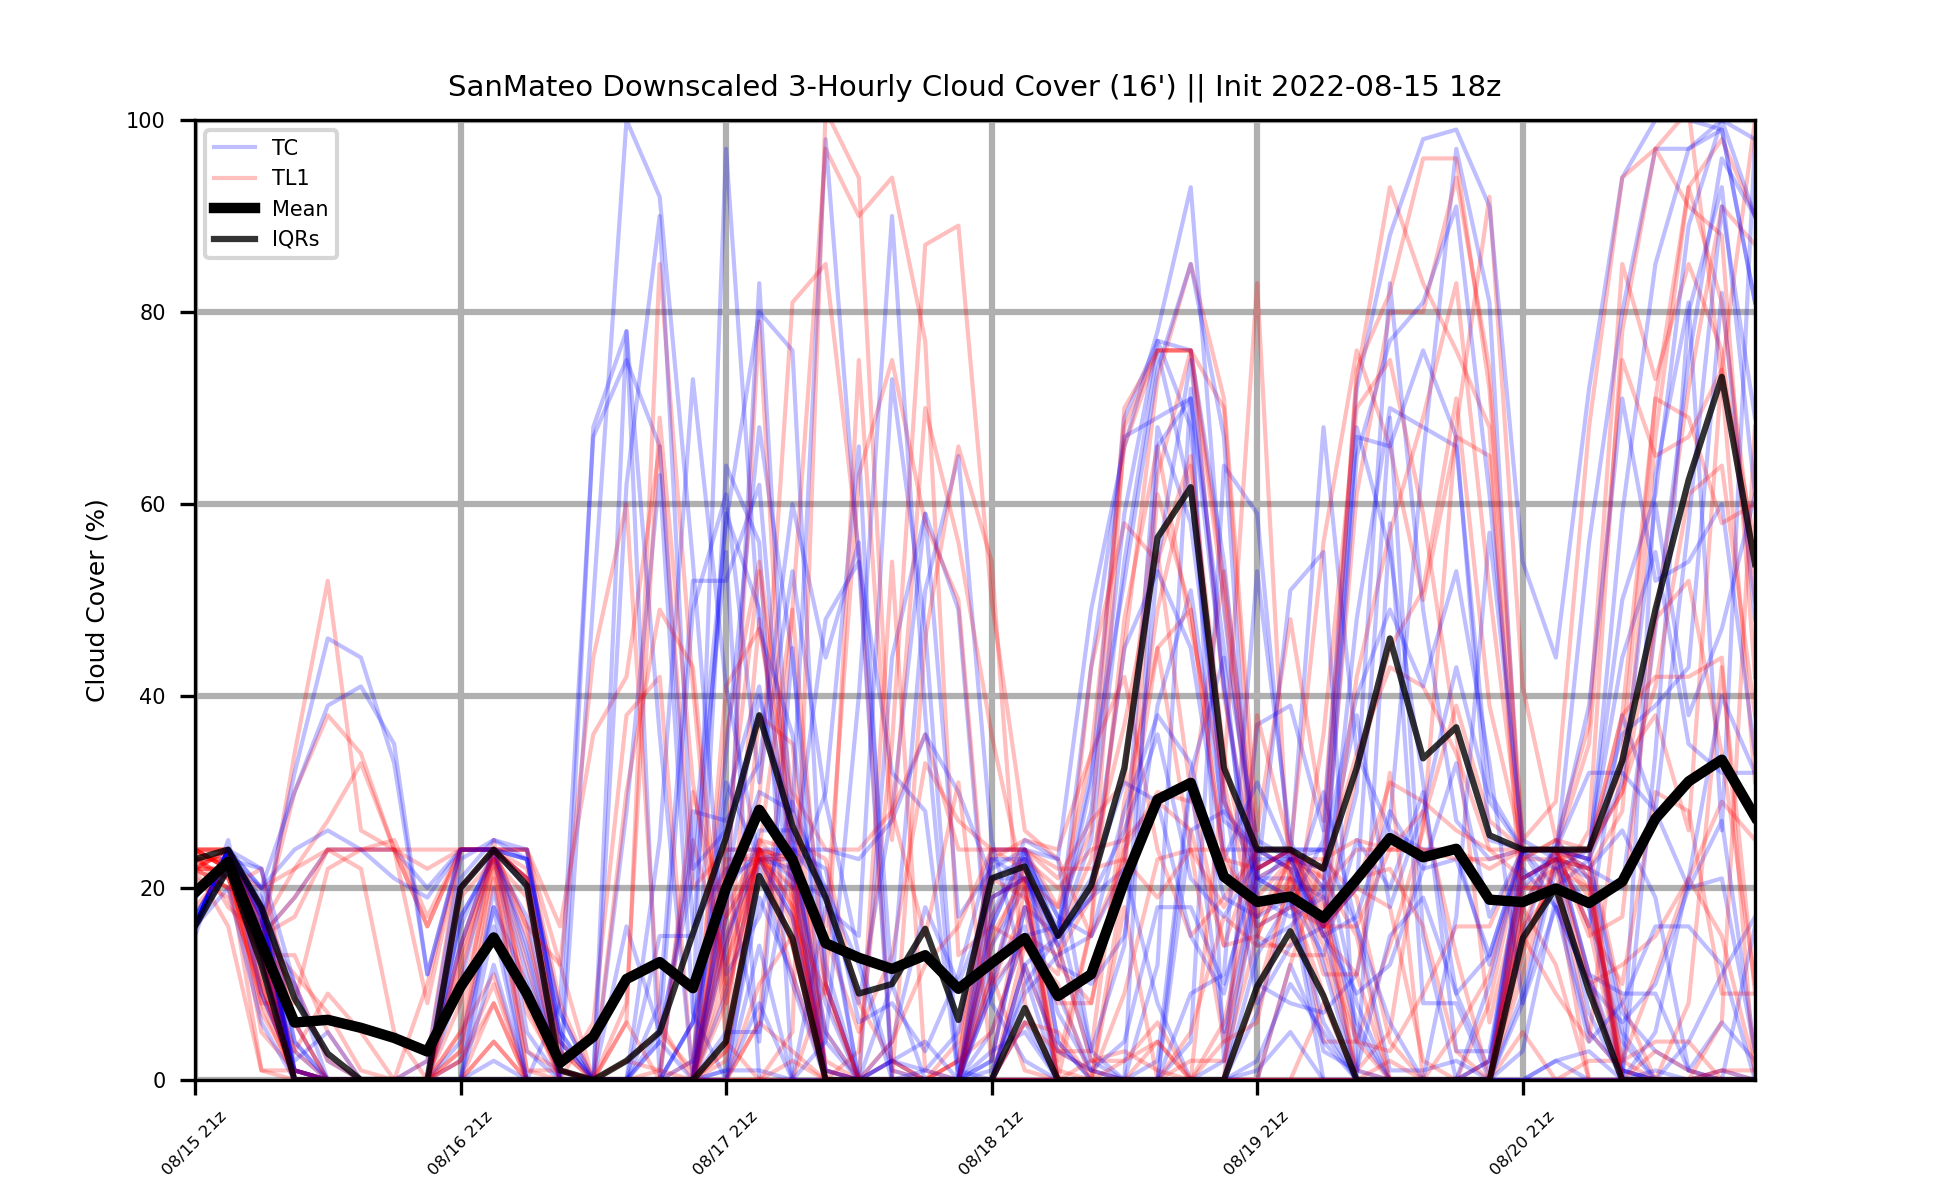 SanMateo Downscaled 3-Hourly Cloud Cover (16') || Init 2022-08-15 18z
TC
TL1
Mean
IQRs
Cloud Cover (%)
100
80
60
40
20
0
08/15 21z
08/16 21z
08/17 21z
08/18 21z
08/19 21z
08/20 21z